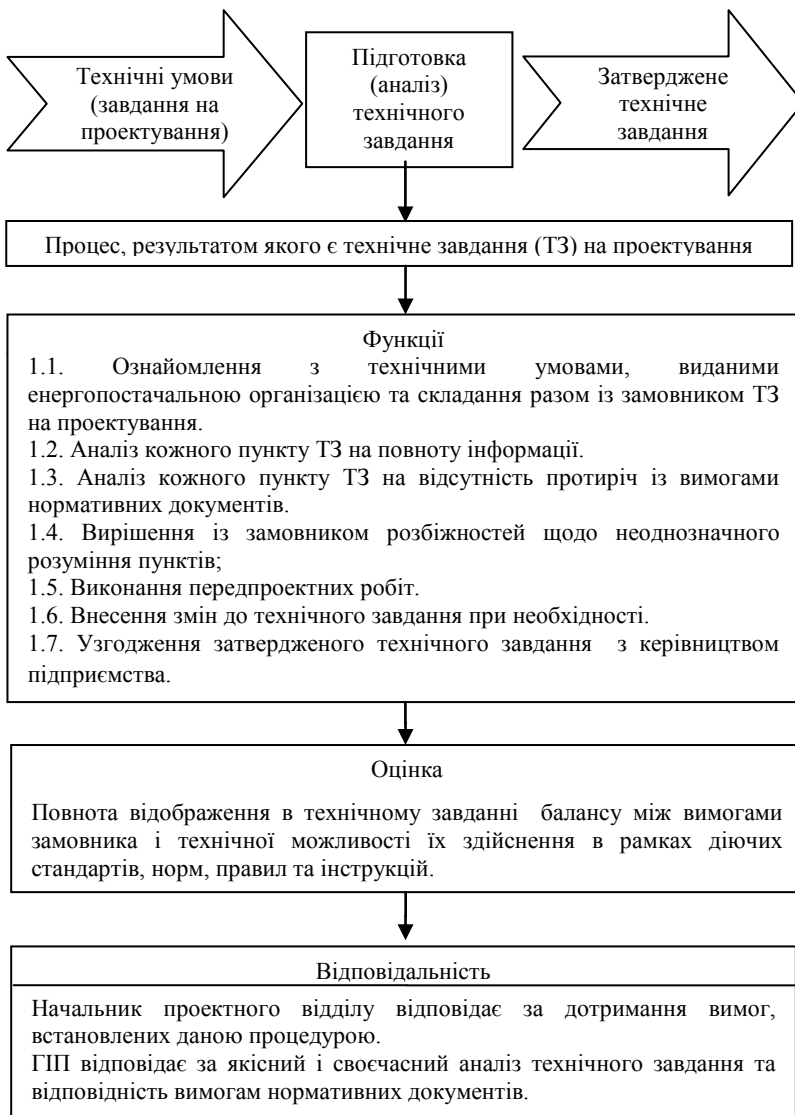 Технічні умови
(завдання на
проектування)
Підготовка
(аналіз)
технічного
завдання
Затверджене
технічне
завдання
Процес, результатом якого є технічне завдання (ТЗ) на проектування
Функції
1.1. Ознайомлення з технічними умовами, виданими
енергопостачальною організацією та складання разом із замовником ТЗ
на проектування.
1.2. Аналіз кожного пункту ТЗ на повноту інформації.
1.3. Аналіз кожного пункту ТЗ на відсутність протиріч із вимогами
нормативних документів.
1.4. Вирішення із замовником розбіжностей щодо неоднозначного
розуміння пунктів;
1.5. Виконання передпроектних робіт.
1.6. Внесення змін до технічного завдання при необхідності.
1.7. Узгодження затвердженого технічного завдання з керівництвом
підприємства.
Оцінка
Повнота відображення в технічному завданні балансу між вимогами
замовника і технічної можливості їх здійснення в рамках діючих
стандартів, норм, правил та інструкцій.
Відповідальність
Начальник проектного відділу відповідає за дотримання вимог,
встановлених даною процедурою.
ГІП відповідає за якісний і своєчасний аналіз технічного завдання та
відповідність вимогам нормативних документів.